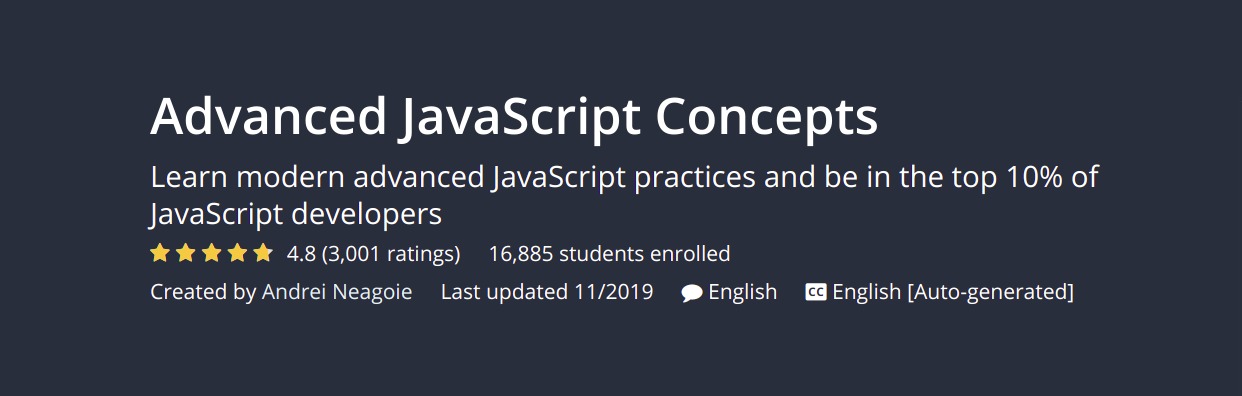 Advanced JavaScript Concepts
Learn modern advanced JavaScript practices and be in the top 10% of
JavaScript developers
4.8 (3,001 ratings) 16,885 students enrolled
Created by Andrei Neagoie Last updated 11/2019 English CC English [Auto-generated]